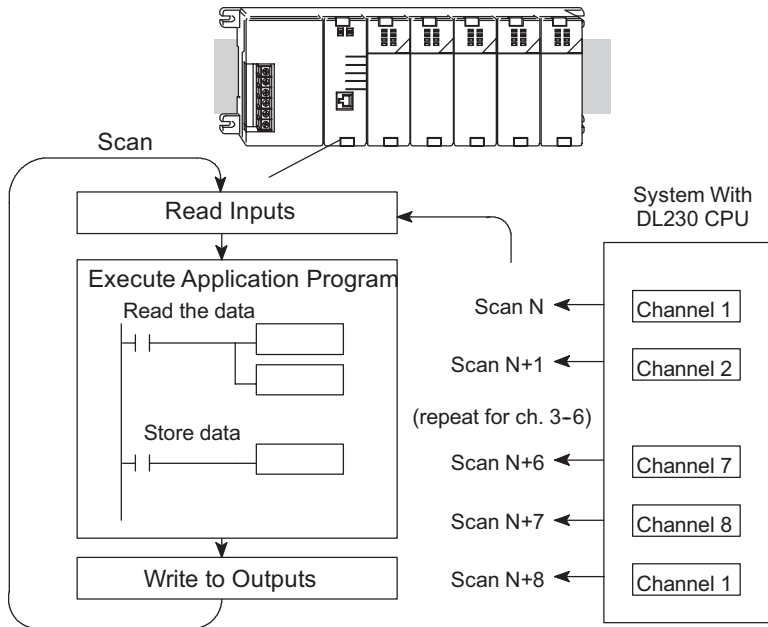 Scan
Read Inputs
Execute Application Program
Read the data
Store data
Write to Outputs
System With
DL230 CPU
Scan N
Channel 1
Scan N+1
Channel 2
(repeat for ch. 3–6)
Scan N+6
Channel 7
Scan N+7
Channel 8
Scan N+8
Channel 1